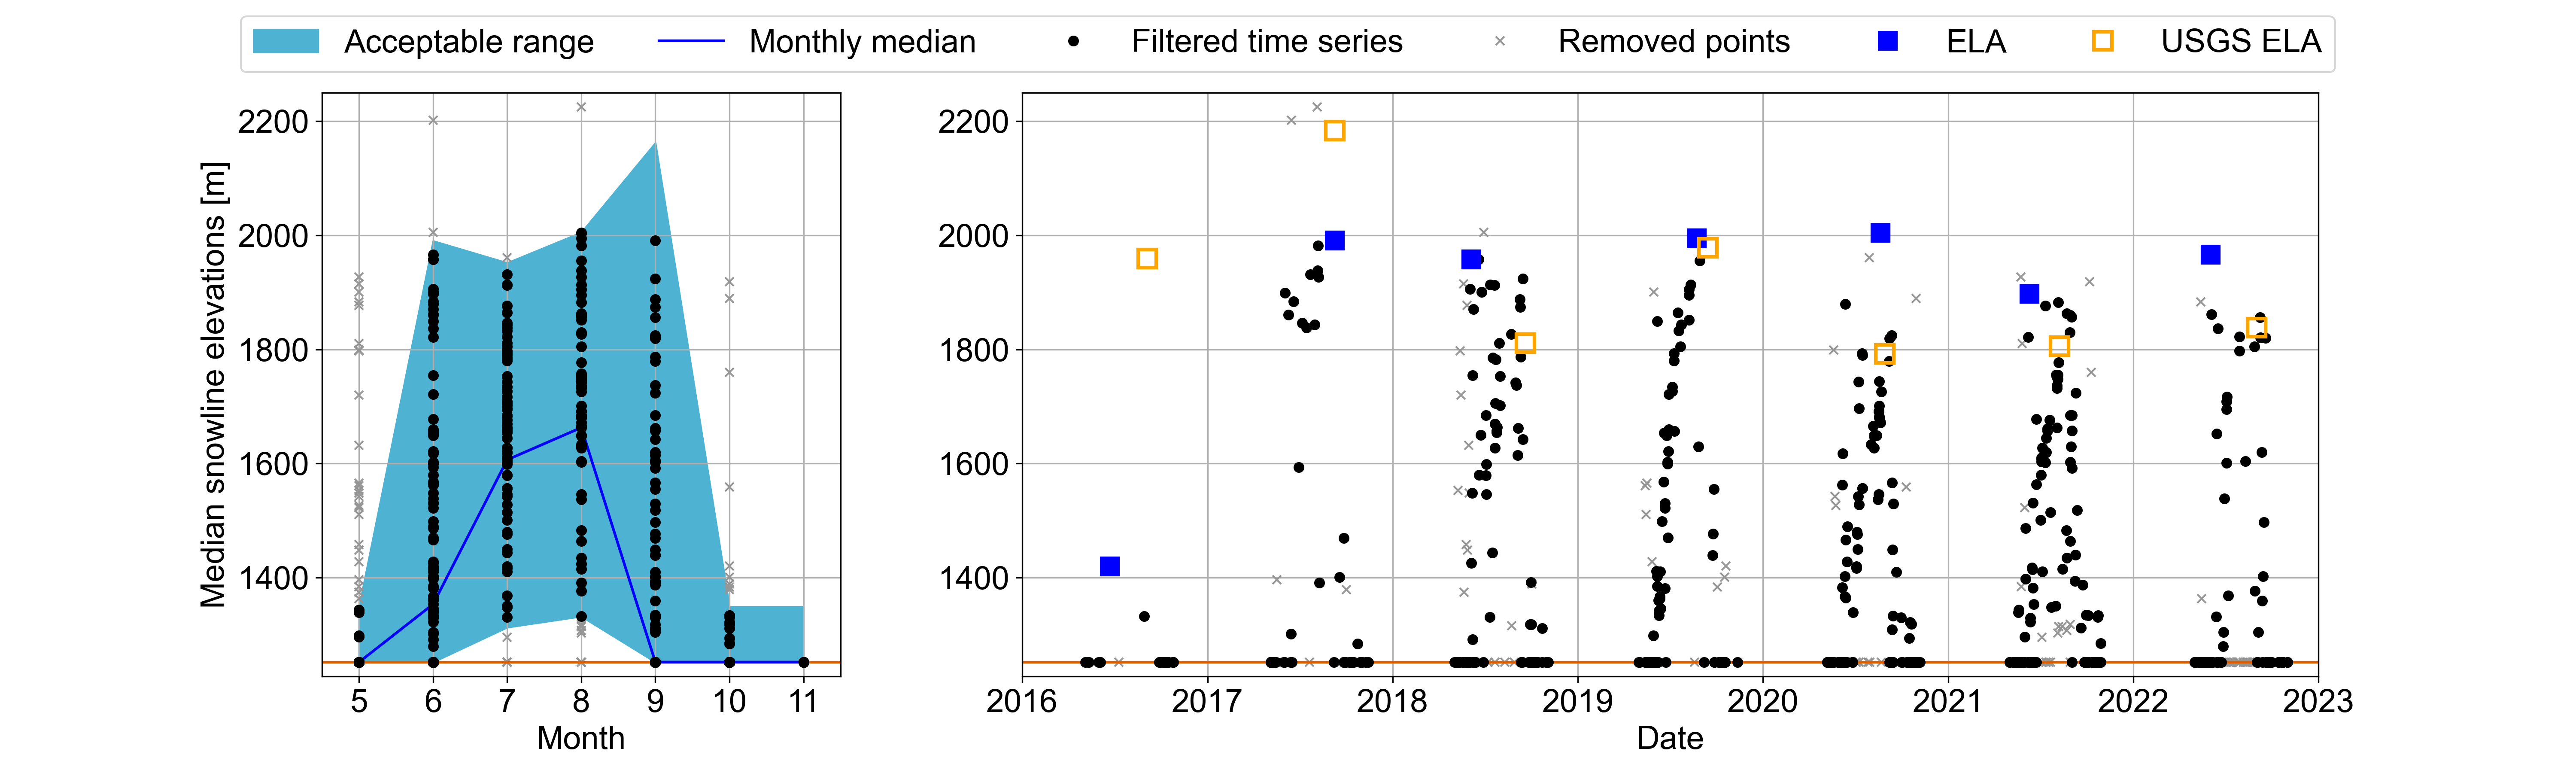 Acceptable range Monthly median Filtered time series Removed points ELA USGS ELA
Median snowline elevations [m]
2200
2000
1800
1600
1400
5 6 7 8 9 10 11
Month
2200
2000
1800
1600
1400
2016 2017 2018 2019 2020 2021 2022 2023
Date